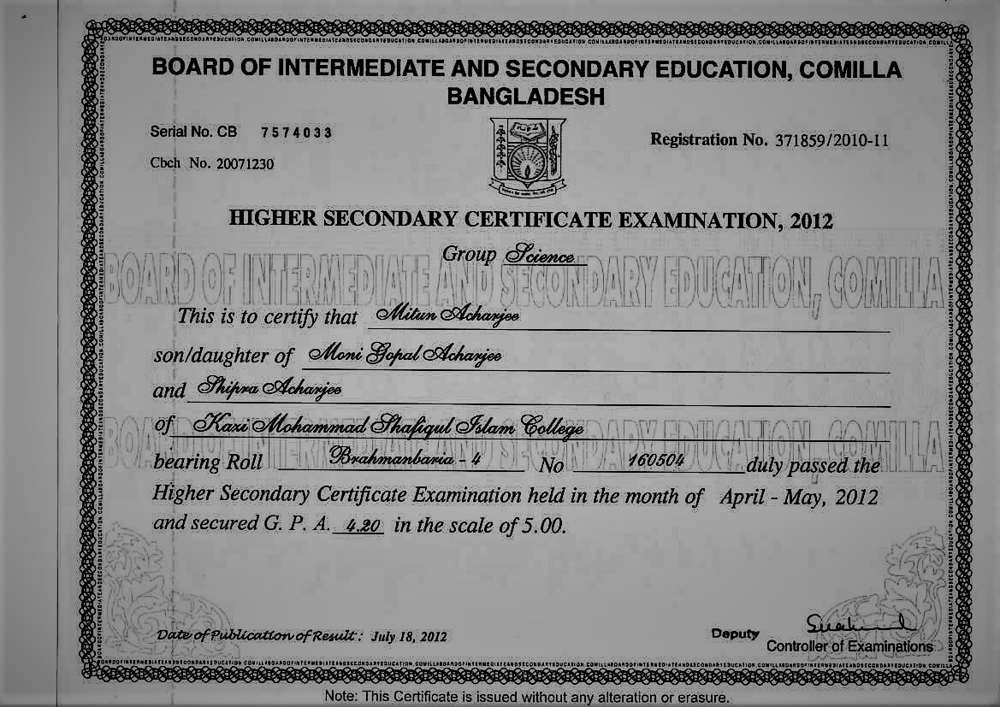 BOARD OF INTERMEDIATE AND SECONDARY EDUCATION, COMILLA
BANGLADESH
Serial No. CB 7574033
Registration No. 371859/2010-11
Cbch No. 20071230
HIGHER SECONDARY CERTIFICATE EXAMINATION, 2012
Group Science
BOARD OF INTERMEDIATE AND SECONDARY EDUCATION, COMILLA
This is to certify that Mitun Acharjee
son/daughter of Moni Gopal Acharjee
and Shipra Acharjee
of Kazi Mohammad Shafiqul Islam College
BOARD OF INTERMEDIATE AND SECONDARY EDUCATION, COMILLA
bearing Roll Brahmanbaria - 4 No 160504 duly passed the
Higher Secondary Certificate Examination held in the month of April - May, 2012
and secured G. P. A. 4.20 in the scale of 5.00.
Date of Publication of Result : July 18, 2012
Deputy
Controller of Examinations
Note: This Certificate is issued without any alteration or erasure.